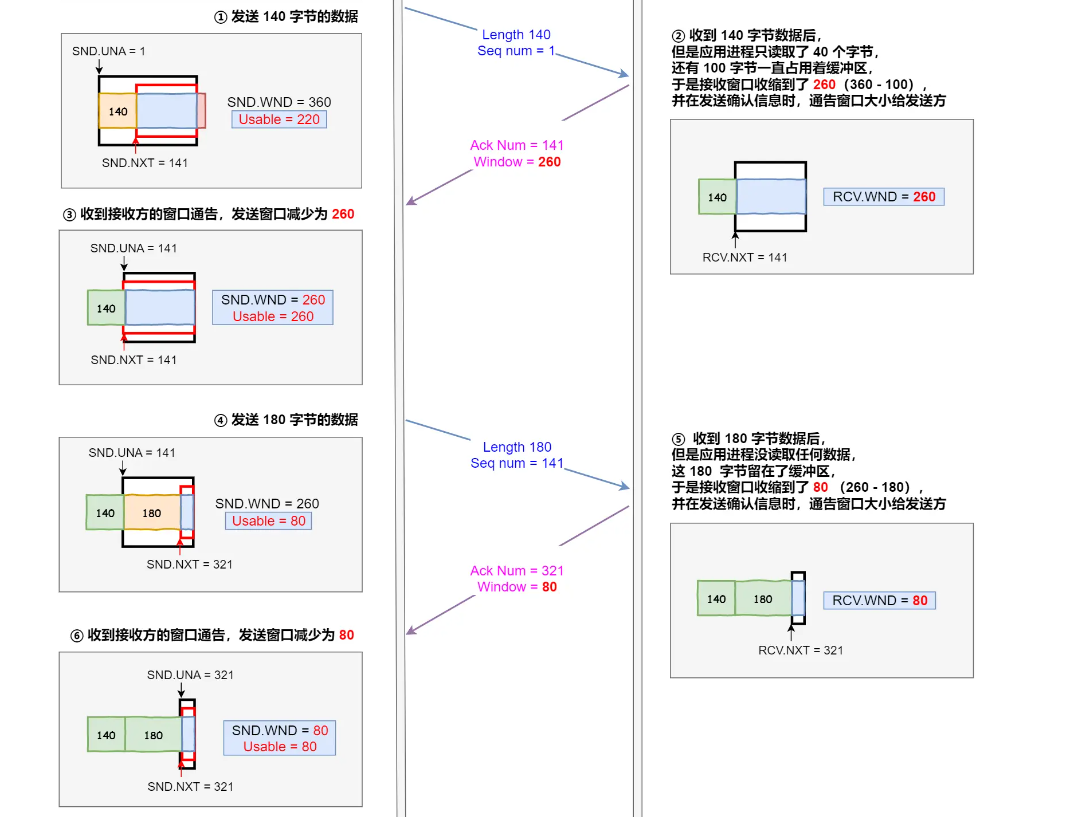 ① 发送 140 字节的数据
SND.UNA = 1
140
SND.WND = 360
Usable = 220
SND.NXT = 141
Length 140
Seq num = 1
② 收到 140 字节数据后，
但是应用进程只读取了 40 个字节，
还有 100 字节一直占用着缓冲区，
于是接收窗口收缩到了 260（360 - 100），
并在发送确认信息时，通告窗口大小给发送方
140
RCV.WND = 260
RCV.NXT = 141
Ack Num = 141
Window = 260
③ 收到接收方的窗口通告，发送窗口减少为 260
SND.UNA = 141
140
SND.WND = 260
Usable = 260
SND.NXT = 141
④ 发送 180 字节的数据
SND.UNA = 141
140
180
SND.WND = 260
Usable = 80
SND.NXT = 321
Length 180
Seq num = 141
⑤ 收到 180 字节数据后，
但是应用进程没读取任何数据，
这 180 字节留在了缓冲区，
于是接收窗口收缩到了 80 （260 - 180），
并在发送确认信息时，通告窗口大小给发送方
140
180
RCV.WND = 80
RCV.NXT = 321
Ack Num = 321
Window = 80
⑥ 收到接收方的窗口通告，发送窗口减少为 80
SND.UNA = 321
140
180
SND.WND = 80
Usable = 80
SND.NXT = 321